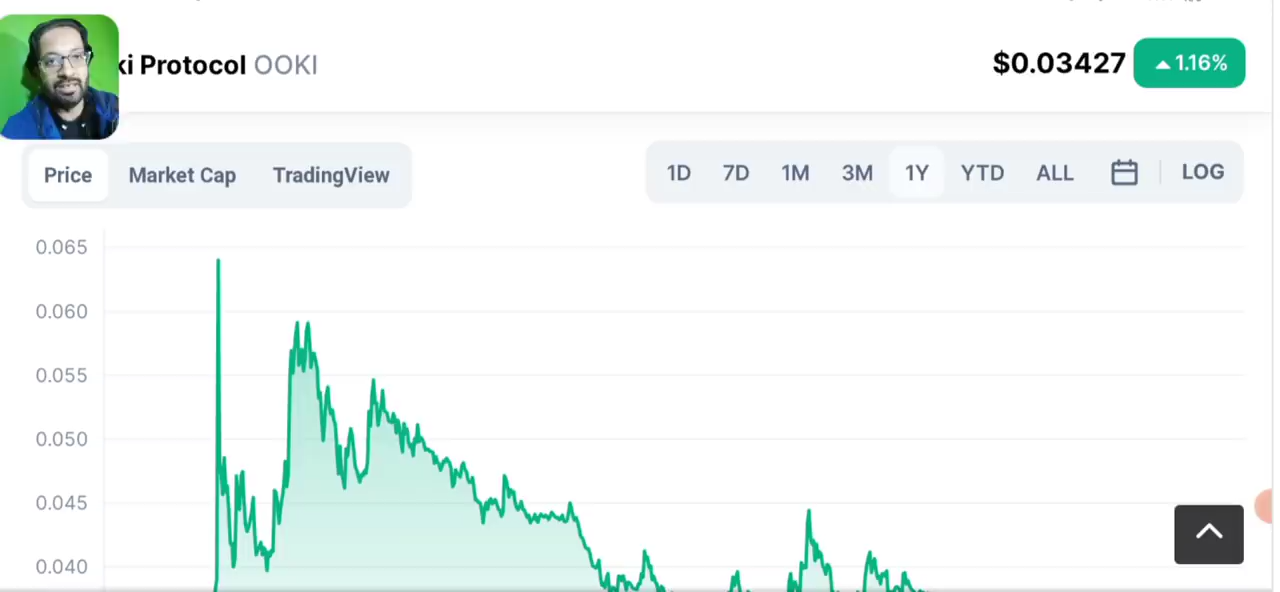 ki Protocol OOKI
$0.03427 1.16%
Price Market Cap TradingView
1D 7D 1M 3M 1Y YTD ALL LOG
0.065
0.060
0.055
0.050
0.045
0.040